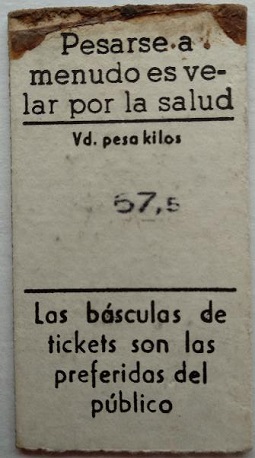 Pesarse a
menudo es ve-
lar por la salud
Vd. pesa kilos
67,5
Las básculas de
tickets son las
preferidas del
público